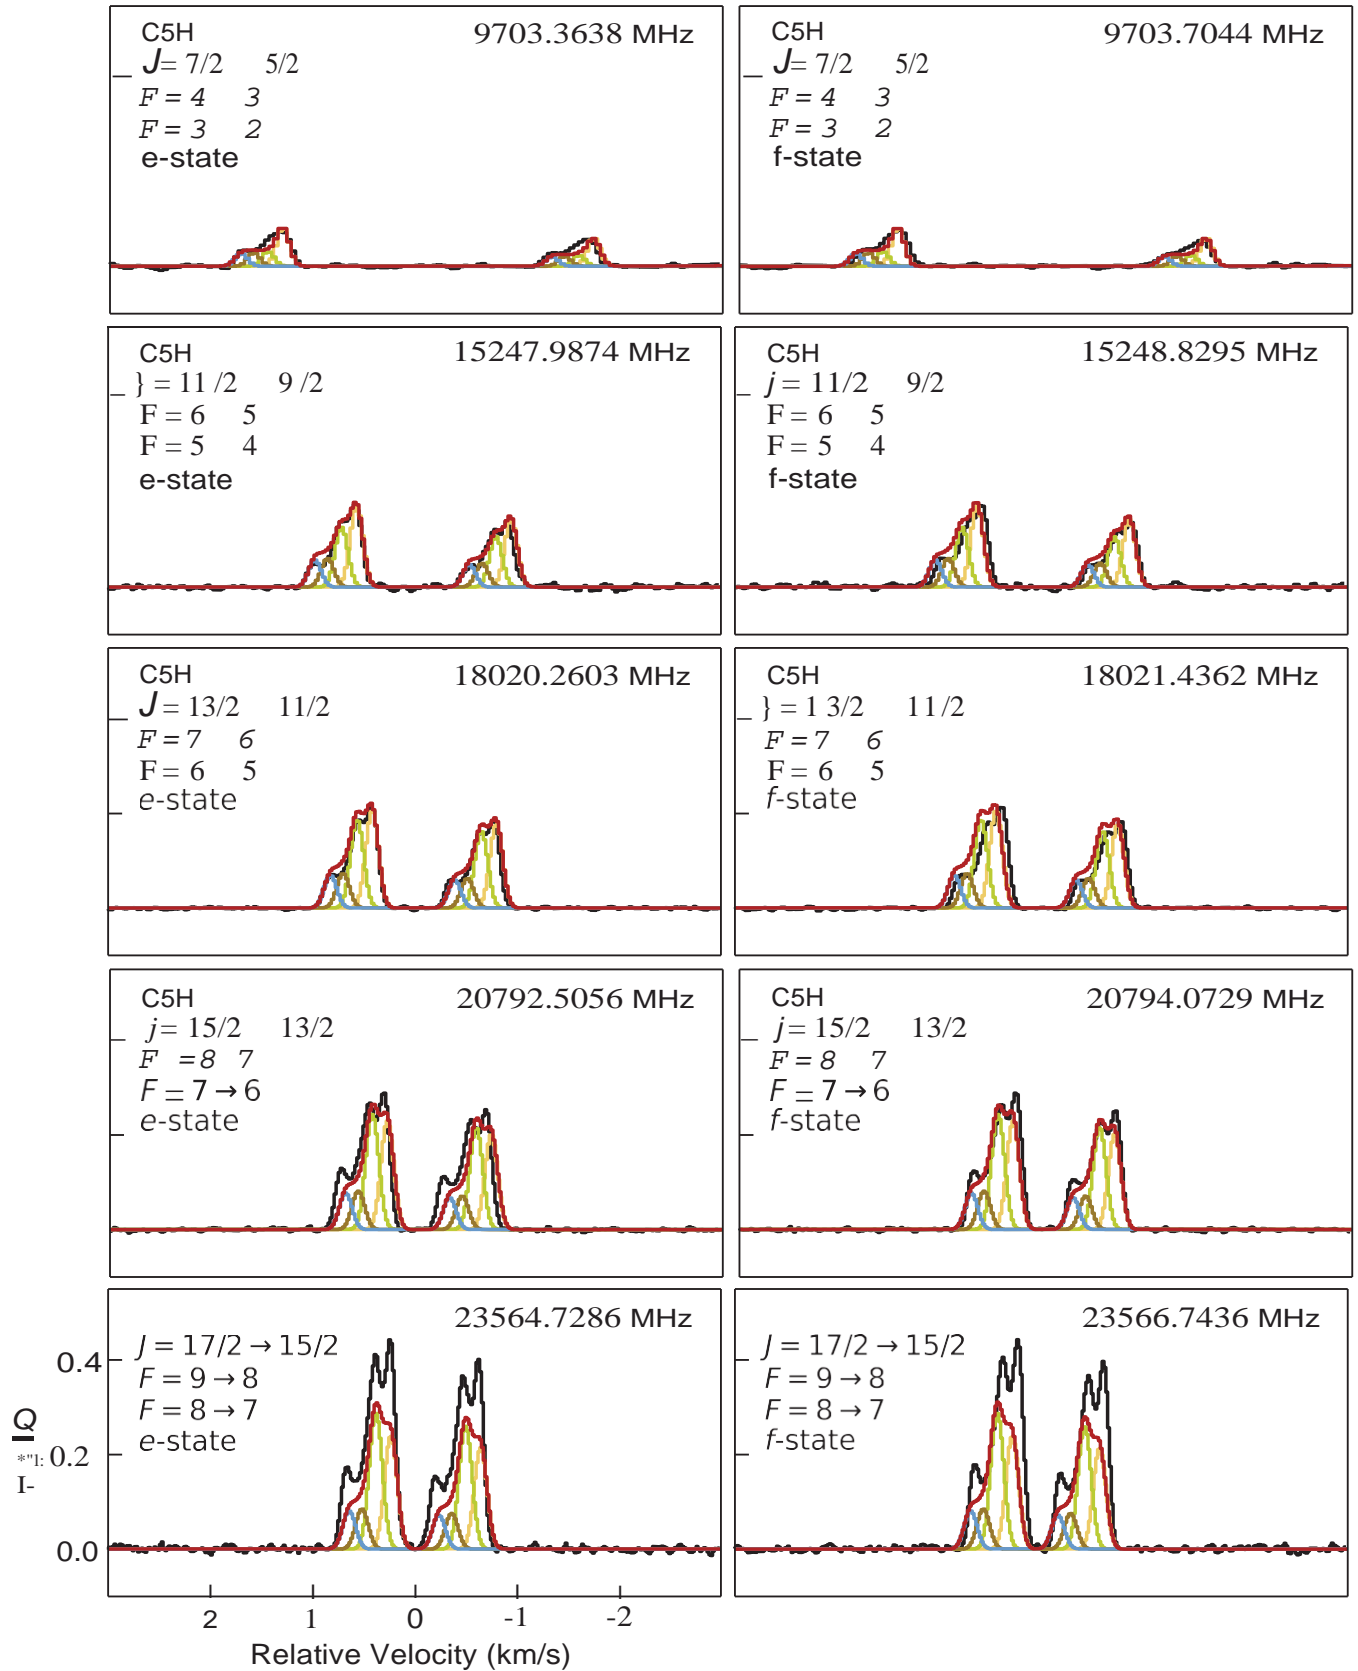 C5H
9703.3638 MHz
J= 7/2 5/2
F = 4 3
F = 3 2
e-state
C5H
9703.7044 MHz
J= 7/2 5/2
F = 4 3
F = 3 2
f-state
C5H
15247.9874 MHz
} = 11 /2 9 /2
F = 6 5
F = 5 4
e-state
C5H
15248.8295 MHz
j = 11/2 9/2
F = 6 5
F = 5 4
f-state
C5H
18020.2603 MHz
J = 13/2 11/2
F = 7 6
F = 6 5
e-state
C5H
18021.4362 MHz
} = 1 3/2 11 /2
F = 7 6
F = 6 5
f-state
C5H
20792.5056 MHz
j = 15/2 13/2
F = 8 7
F = 7 → 6
e-state
C5H
20794.0729 MHz
j = 15/2 13/2
F = 8 7
F = 7 → 6
f-state
23564.7286 MHz
J = 17/2 → 15/2
F = 9 → 8
F = 8 → 7
e-state
23566.7436 MHz
J = 17/2 → 15/2
F = 9 → 8
F = 8 → 7
f-state
0.4
Q
*"1: 0.2
I-
0.0
2 1 0 -1 -2
Relative Velocity (km/s)